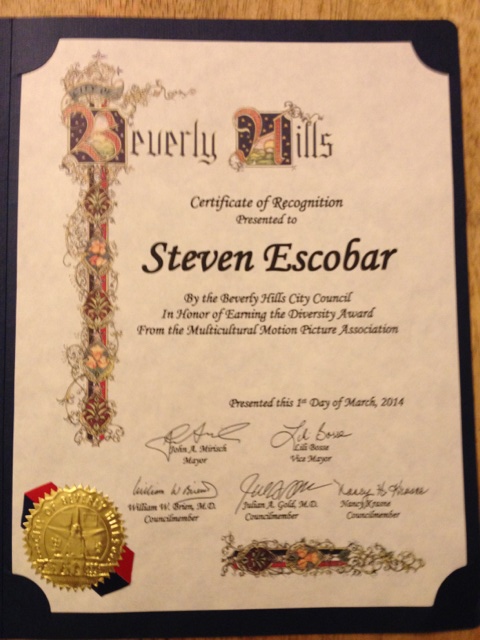 CITY OF
Beverly Hills
Certificate of Recognition
Presented to
Steven Escobar
By the Beverly Hills City Council
In Honor of Earning the Diversity Award
From the Multicultural Motion Picture Association
Presented this 1st Day of March, 2014
John A. Mirisch
Mayor
Lili Bosse
Vice Mayor
William W. Brien, M.D.
Councilmember
Julian A. Gold, M.D.
Councilmember
Nancy Krasne
Councilmember